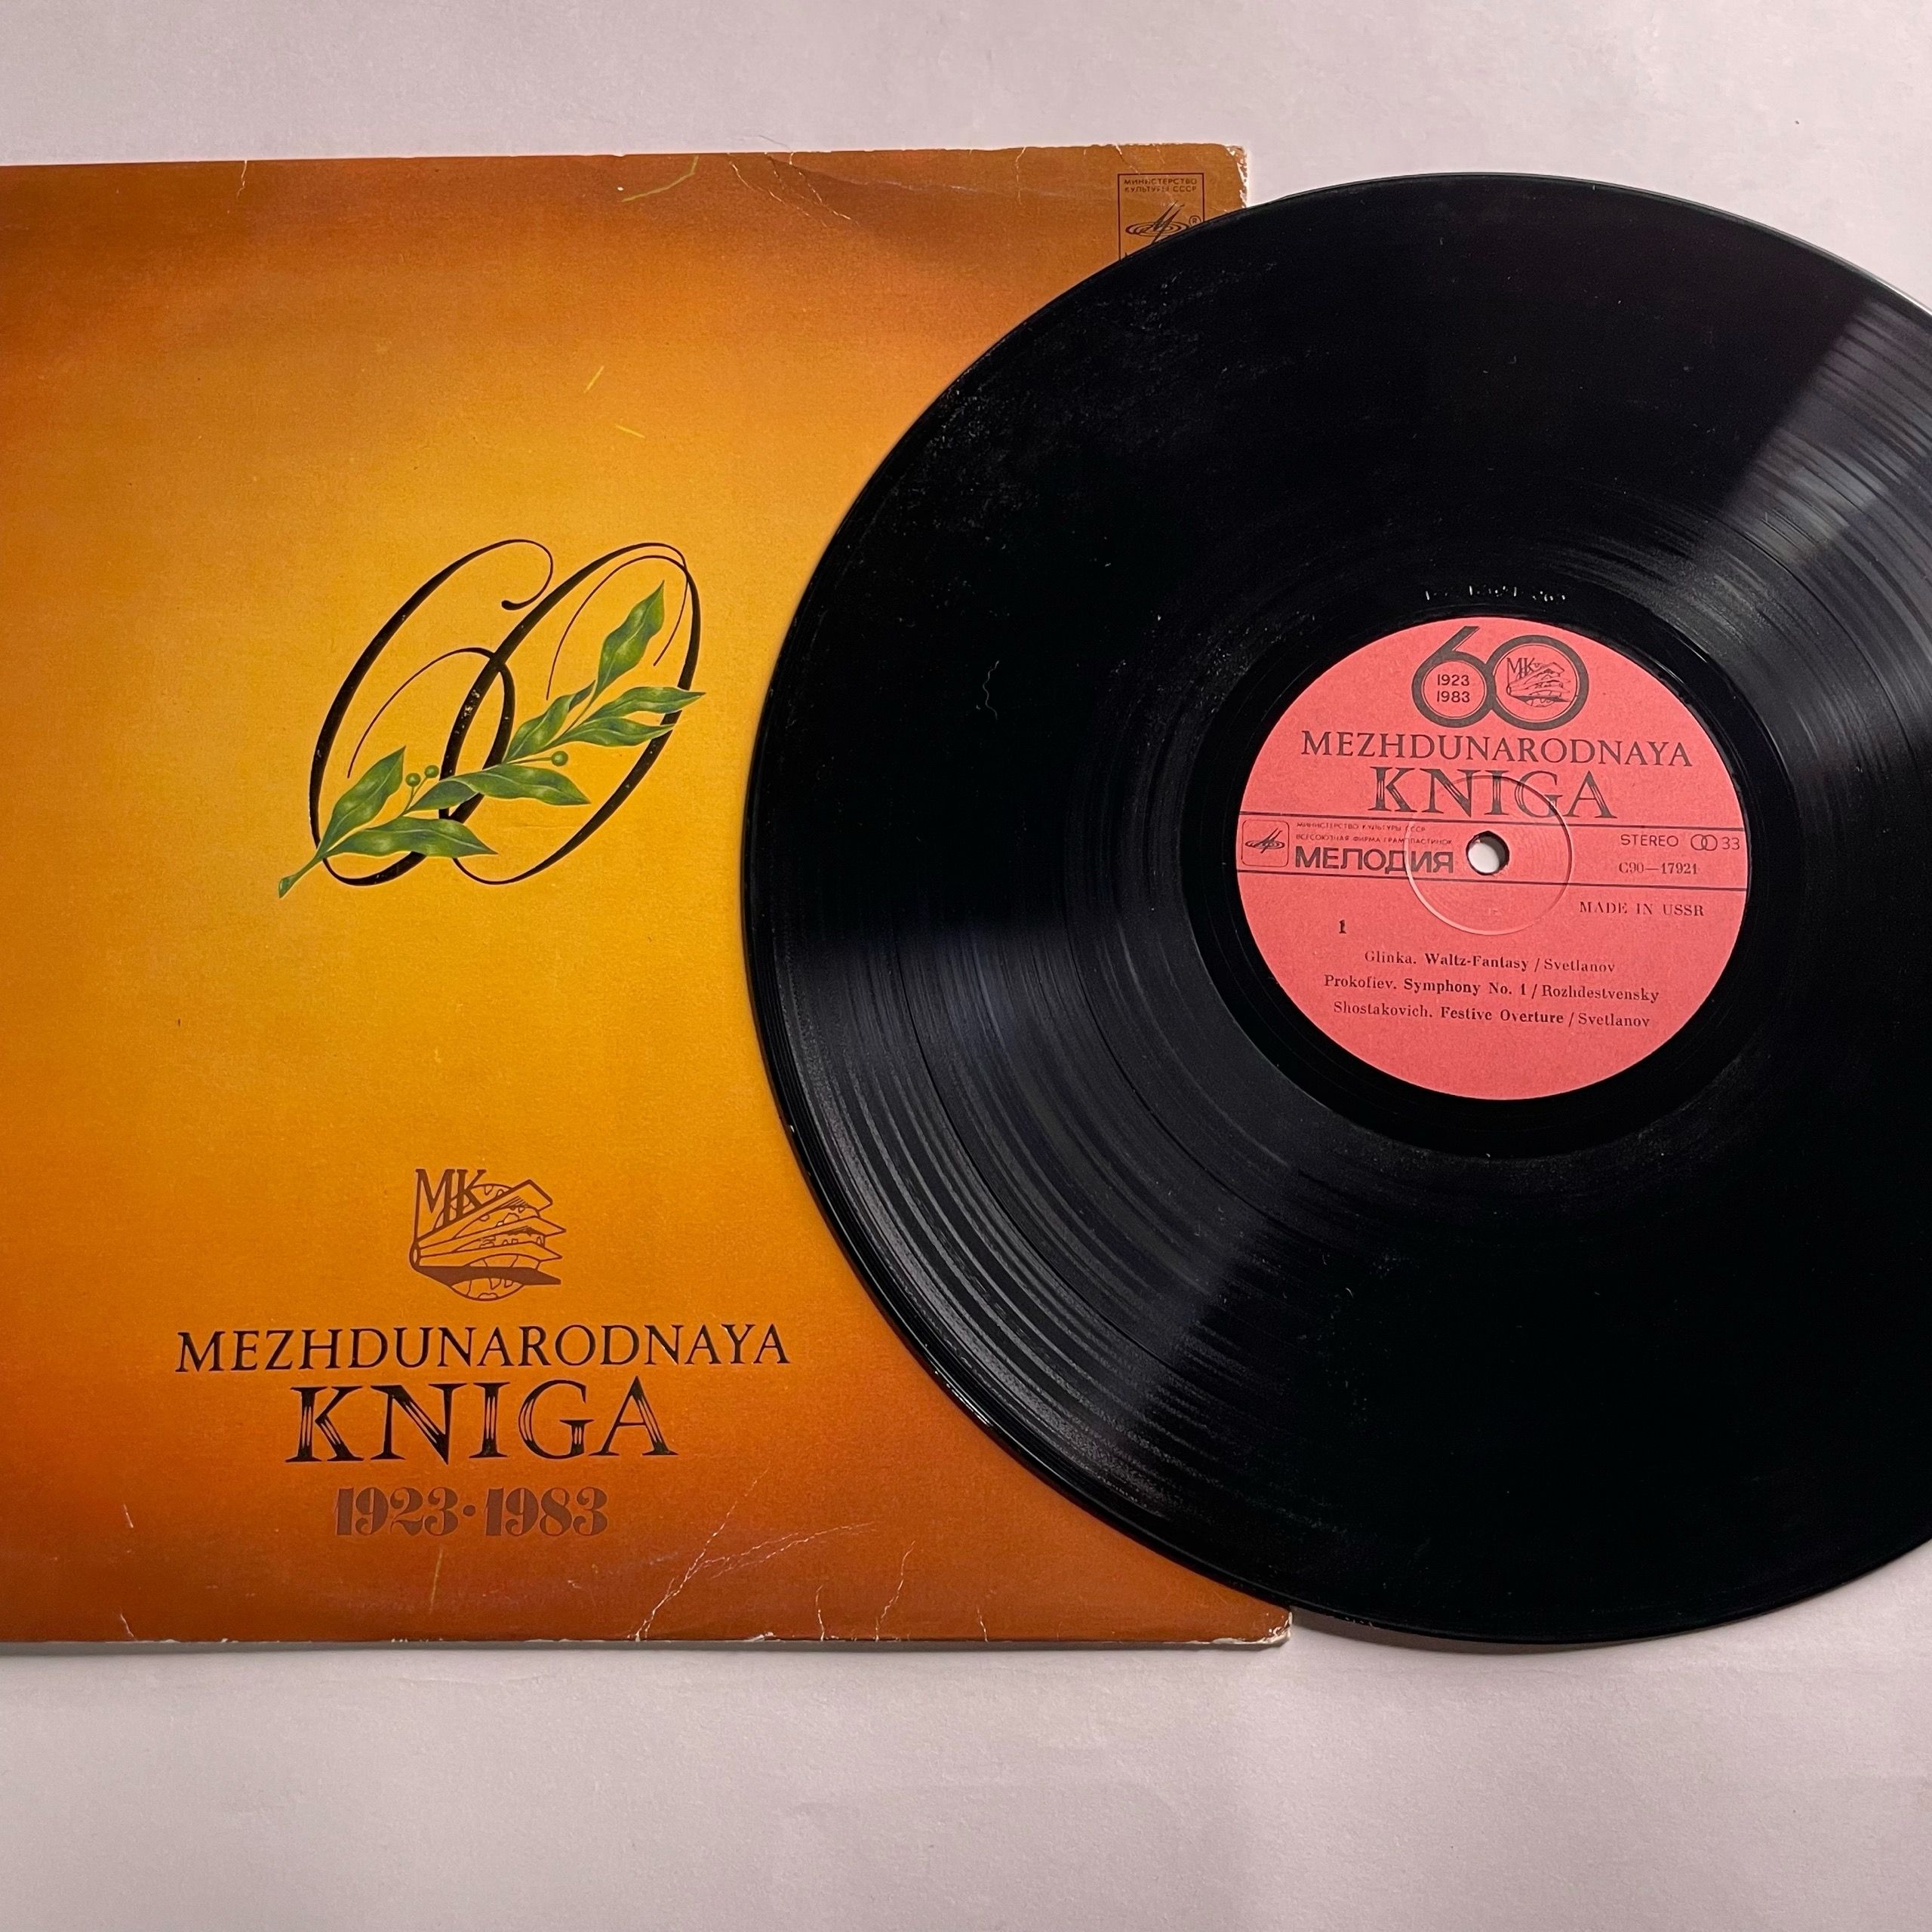 МИНИСТЕРСТВО
КУЛЬТУРЫ СССР
60
MK
MEZHDUNARODNAYA
KNIGA
1923·1983
60
1923
1983
MK
MEZHDUNARODNAYA
KNIGA
МИНИСТЕРСТВО КУЛЬТУРЫ СССР
ВСЕСОЮЗНАЯ ФИРМА ГРАМПЛАСТИНОК
МЕЛОДИЯ
STEREO 33
С90—17921
MADE IN USSR
1
Glinka. Waltz-Fantasy / Svetlanov
Prokofiev. Symphony No. 1 / Rozhdestvensky
Shostakovich. Festive Overture / Svetlanov